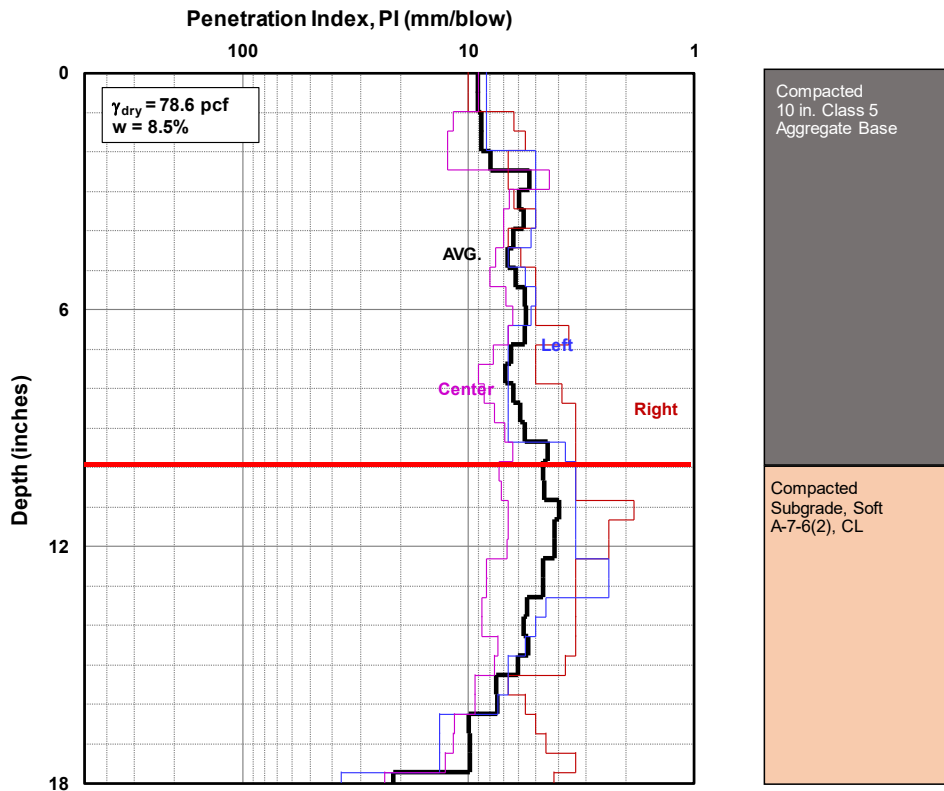 Penetration Index, PI (mm/blow)
100
10
1
0
γdry = 78.6 pcf
w = 8.5%
Compacted
10 in. Class 5
Aggregate Base
AVG.
6
Left
Center
Right
Depth (inches)
Compacted
Subgrade, Soft
A-7-6(2), CL
12
18